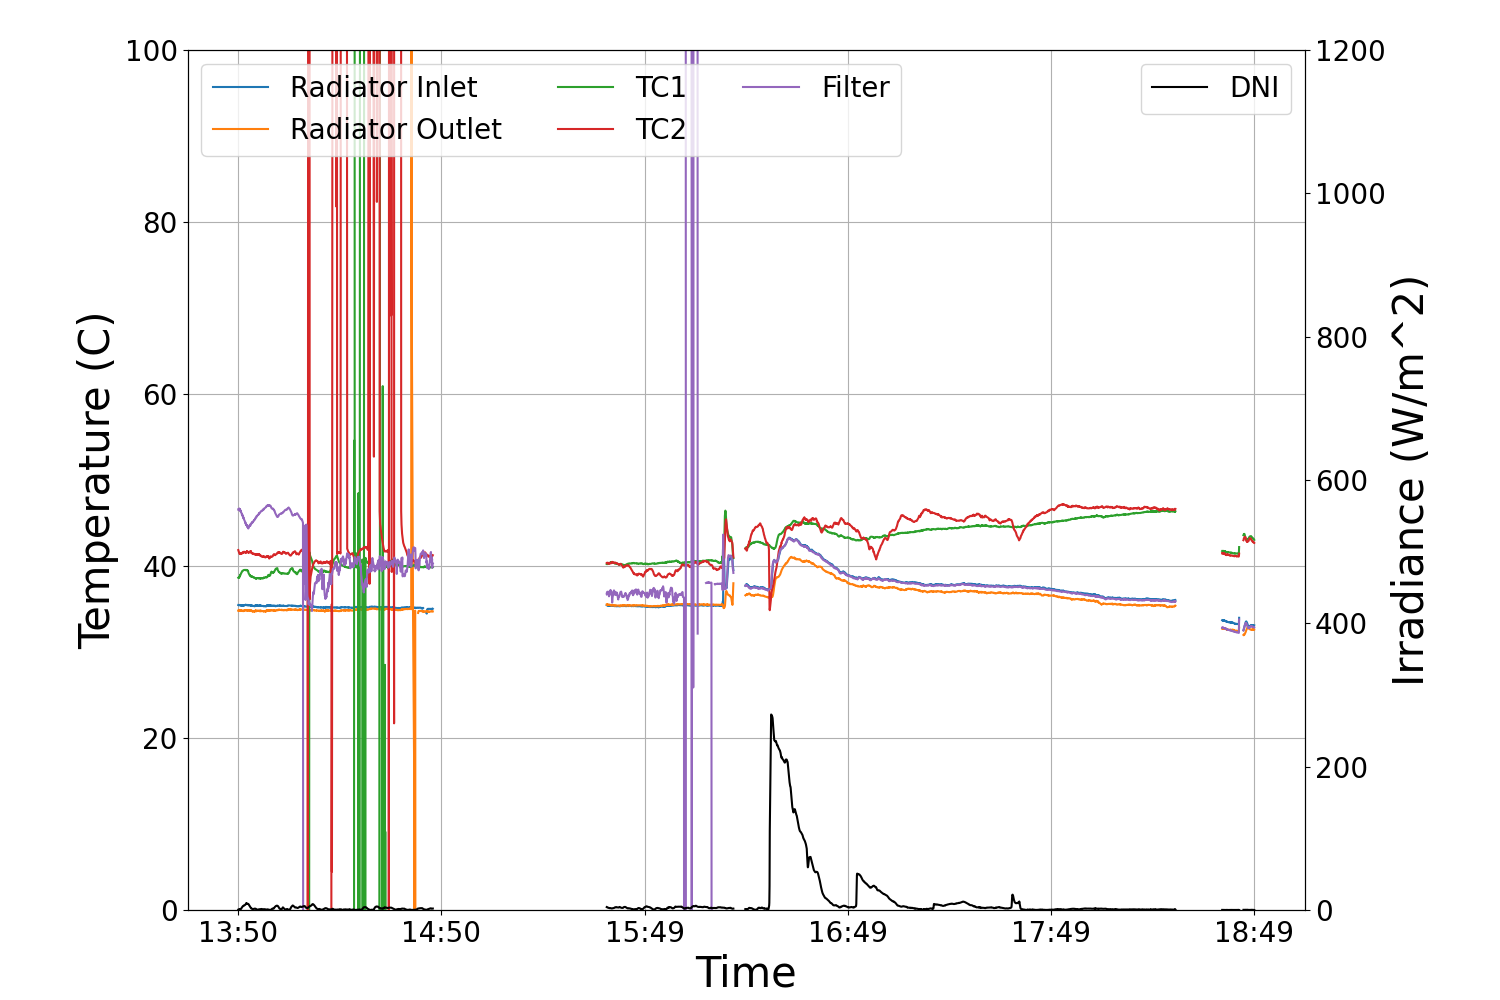 100
80
60
40
20
0
Temperature (C)
Radiator Inlet
Radiator Outlet
TC1
TC2
Filter
DNI
1200
1000
800
600
400
200
0
Irradiance (W/m^2)
13:50 14:50 15:49 16:49 17:49 18:49
Time